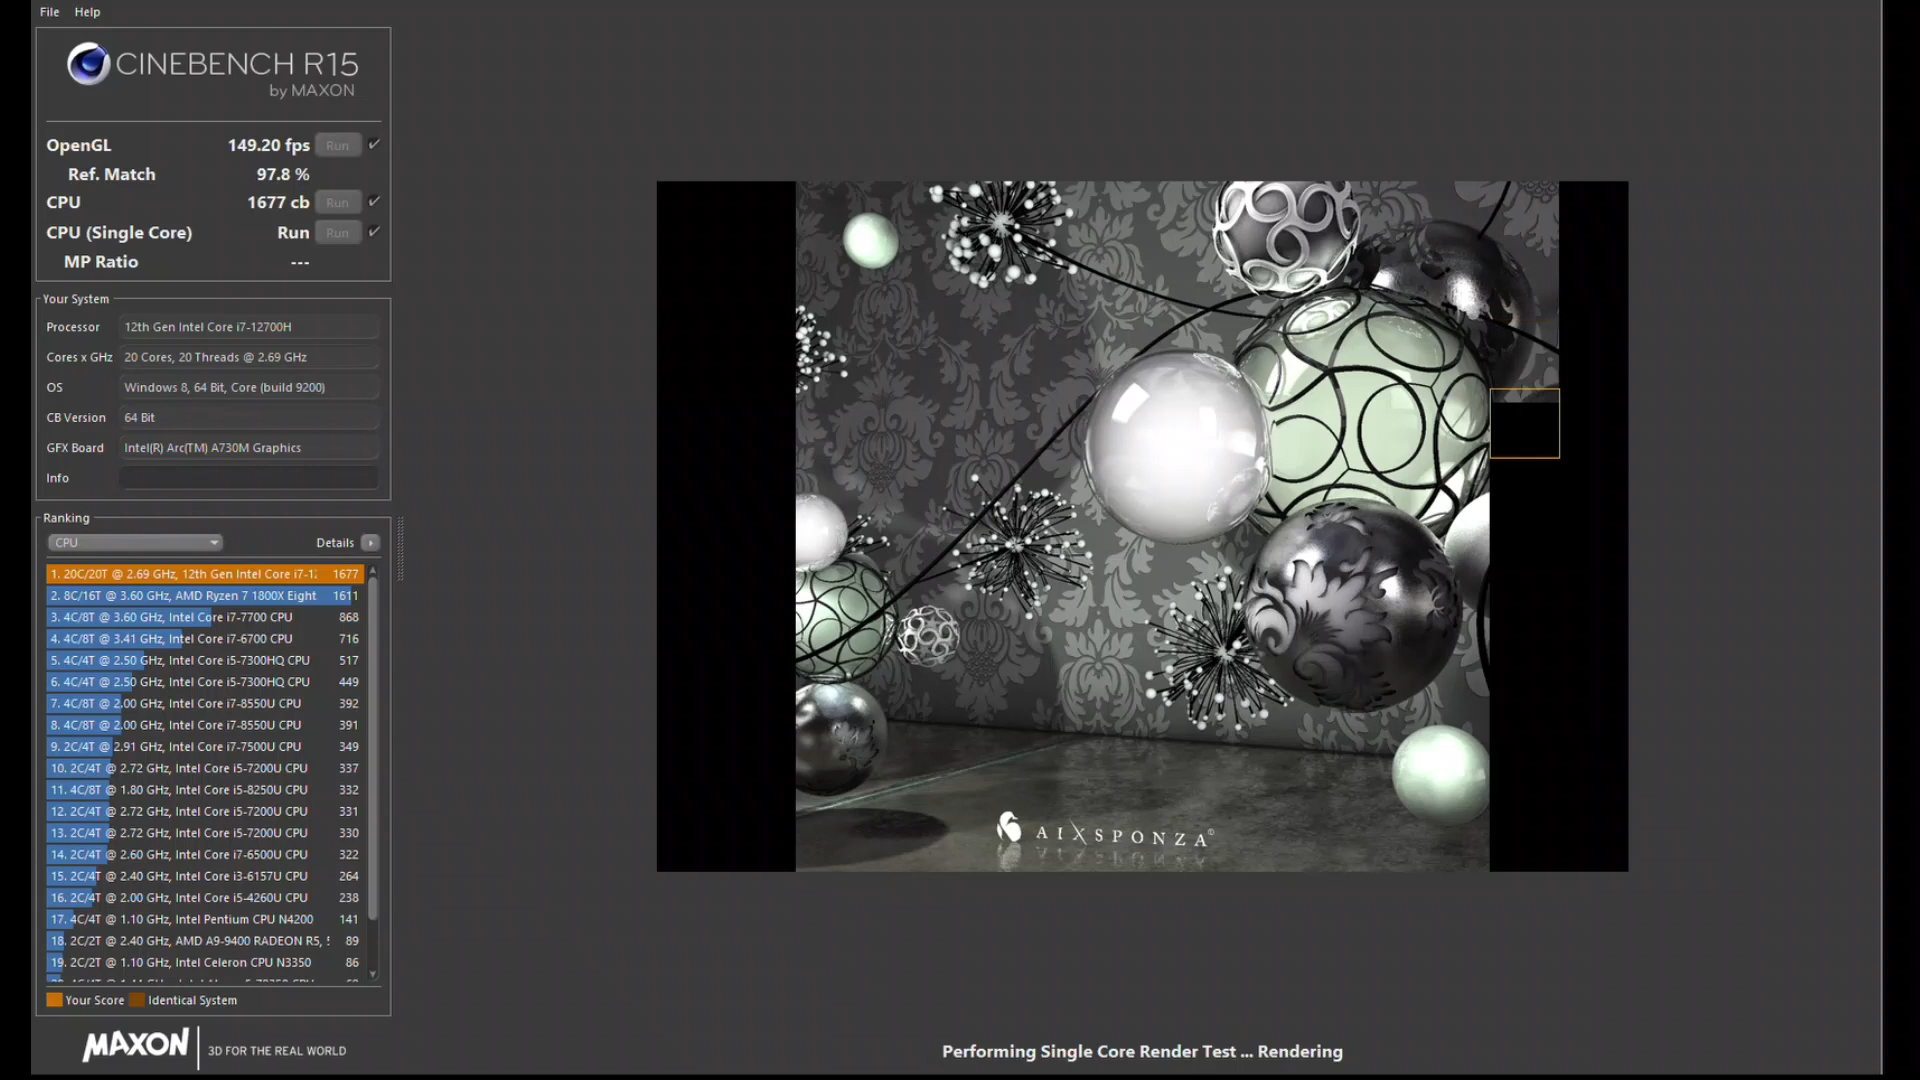 File Help
CINEBENCH R15
by MAXON
OpenGL 149.20 fps Run
Ref. Match 97.8 %
CPU 1677 cb Run
CPU (Single Core) Run Run
MP Ratio ---
Your System
Processor 12th Gen Intel Core i7-12700H
Cores x GHz 20 Cores, 20 Threads @ 2.69 GHz
OS Windows 8, 64 Bit, Core (build 9200)
CB Version 64 Bit
GFX Board Intel(R) Arc(TM) A730M Graphics
Info
Ranking
CPU Details
1. 20C/20T @ 2.69 GHz, 12th Gen Intel Core i7-1 1677
2. 8C/16T @ 3.60 GHz, AMD Ryzen 7 1800X Eight 1611
3. 4C/8T @ 3.60 GHz, Intel Core i7-7700 CPU 868
4. 4C/8T @ 3.41 GHz, Intel Core i7-6700 CPU 716
5. 4C/4T @ 2.50 GHz, Intel Core i5-7300HQ CPU 517
6. 4C/4T @ 2.50 GHz, Intel Core i5-7300HQ CPU 449
7. 4C/8T @ 2.00 GHz, Intel Core i7-8550U CPU 392
8. 4C/8T @ 2.00 GHz, Intel Core i7-8550U CPU 391
9. 2C/4T @ 2.91 GHz, Intel Core i7-7500U CPU 349
10. 2C/4T @ 2.72 GHz, Intel Core i5-7200U CPU 337
11. 4C/8T @ 1.80 GHz, Intel Core i5-8250U CPU 332
12. 2C/4T @ 2.72 GHz, Intel Core i5-7200U CPU 331
13. 2C/4T @ 2.72 GHz, Intel Core i5-7200U CPU 330
14. 2C/4T @ 2.60 GHz, Intel Core i7-6500U CPU 322
15. 2C/4T @ 2.40 GHz, Intel Core i3-6157U CPU 264
16. 2C/4T @ 2.00 GHz, Intel Core i5-4260U CPU 238
17. 4C/4T @ 1.10 GHz, Intel Pentium CPU N4200 141
18. 2C/2T @ 2.40 GHz, AMD A9-9400 RADEON R5, 89
19. 2C/2T @ 1.10 GHz, Intel Celeron CPU N3350 86
Your Score Identical System
MAXON 3D FOR THE REAL WORLD
AIXSPONZA®
Performing Single Core Render Test ... Rendering